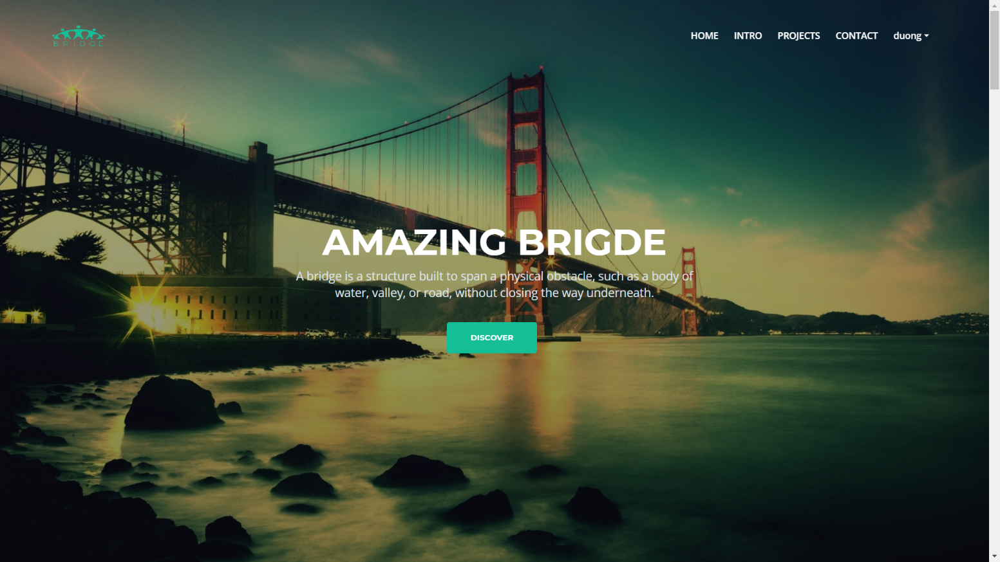 BRIDGE
HOME INTRO PROJECTS CONTACT duong
AMAZING BRIGDE
A bridge is a structure built to span a physical obstacle, such as a body of
water, valley, or road, without closing the way underneath.
DISCOVER